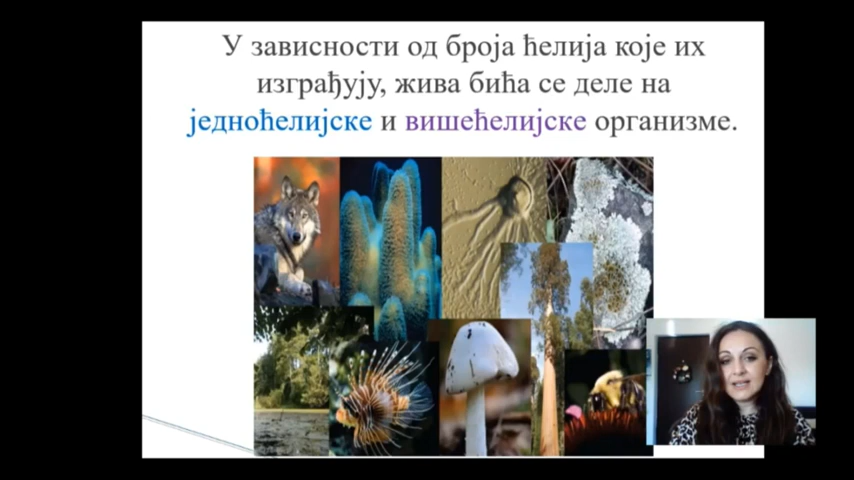 У зависности од броја ћелија које их
изграђују, жива бића се деле на
једноћелијске и вишећелијске организме.